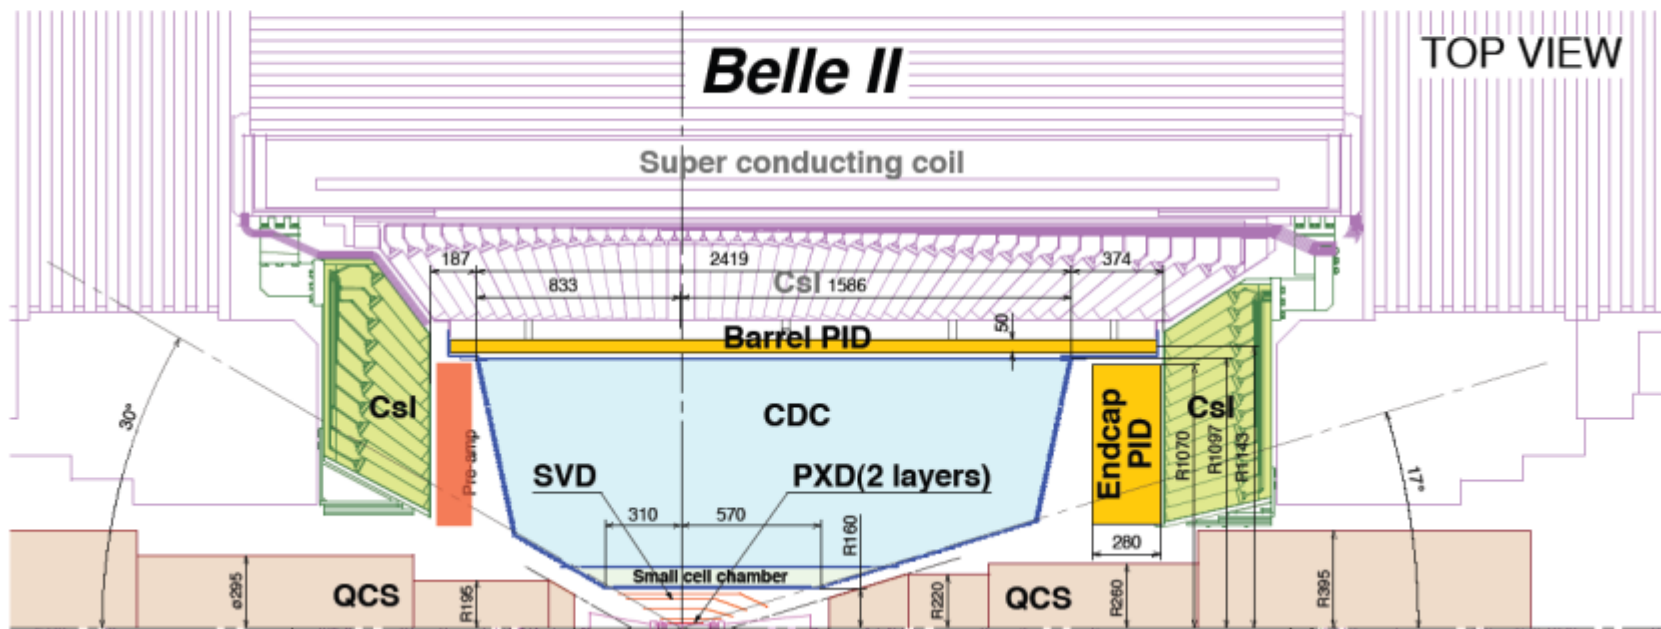 Belle II
TOP VIEW
Super conducting coil
187
2419
374
833
CsI
1586
50
Barrel PID
30°
CsI
Pre-amp
CDC
Endcap
PID
CsI
R1070
R1097
R1143
17°
SVD
PXD(2 layers)
310
570
R160
280
Small cell chamber
ø295
QCS
R195
R220
QCS
R260
R395